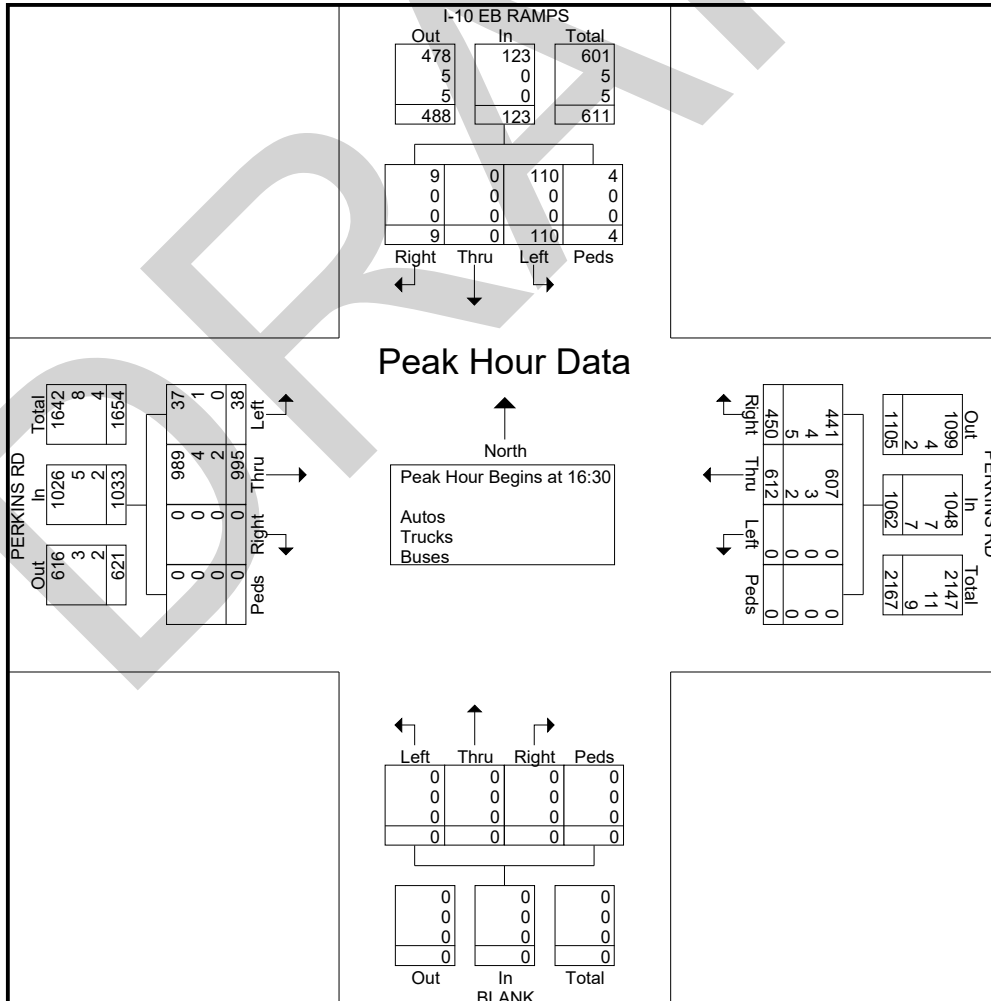 I-10 EB RAMPS
Out In Total
478 123 601
5 0 5
5 0 5
488 123 611
9 0 110 4
0 0 0 0
0 0 0 0
9 0 110 4
Right Thru Left Peds
Peak Hour Data
North
Peak Hour Begins at 16:30
Autos
Trucks
Buses
PERKINS RD
Out In Total
616 1026 1642
3 5 8
2 2 4
621 1033 1654
Left Thru Right Peds
37 989 0 0
1 4 0 0
0 2 0 0
38 995 0 0
PERKINS RD
Out In Total
1099 1048 2147
4 7 11
2 7 9
1105 1062 2167
Right Thru Left Peds
441 607 0 0
4 3 0 0
5 2 0 0
450 612 0 0
Left Thru Right Peds
0 0 0 0
0 0 0 0
0 0 0 0
0 0 0 0
0 0 0
0 0 0
0 0 0
0 0 0
Out In Total
BLANK
DRA